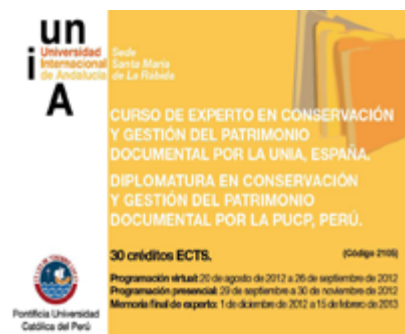 un
i
A
Universidad
Internacional
de Andalucía
Sede
Santa María
de La Rábida
CURSO DE EXPERTO EN CONSERVACIÓN
Y GESTIÓN DEL PATRIMONIO
DOCUMENTAL POR LA UNIA, ESPAÑA.
DIPLOMATURA EN CONSERVACIÓN
Y GESTIÓN DEL PATRIMONIO
DOCUMENTAL POR LA PUCP, PERÚ.
30 créditos ECTS. (Código 2105)
Programación virtual: 20 de agosto de 2012 a 26 de septiembre de 2012
Programación presencial: 29 de septiembre a 30 de noviembre de 2012
Memoria final de experto: 1 de diciembre de 2012 a 15 de febrero de 2013
Pontificia Universidad
Católica del Perú